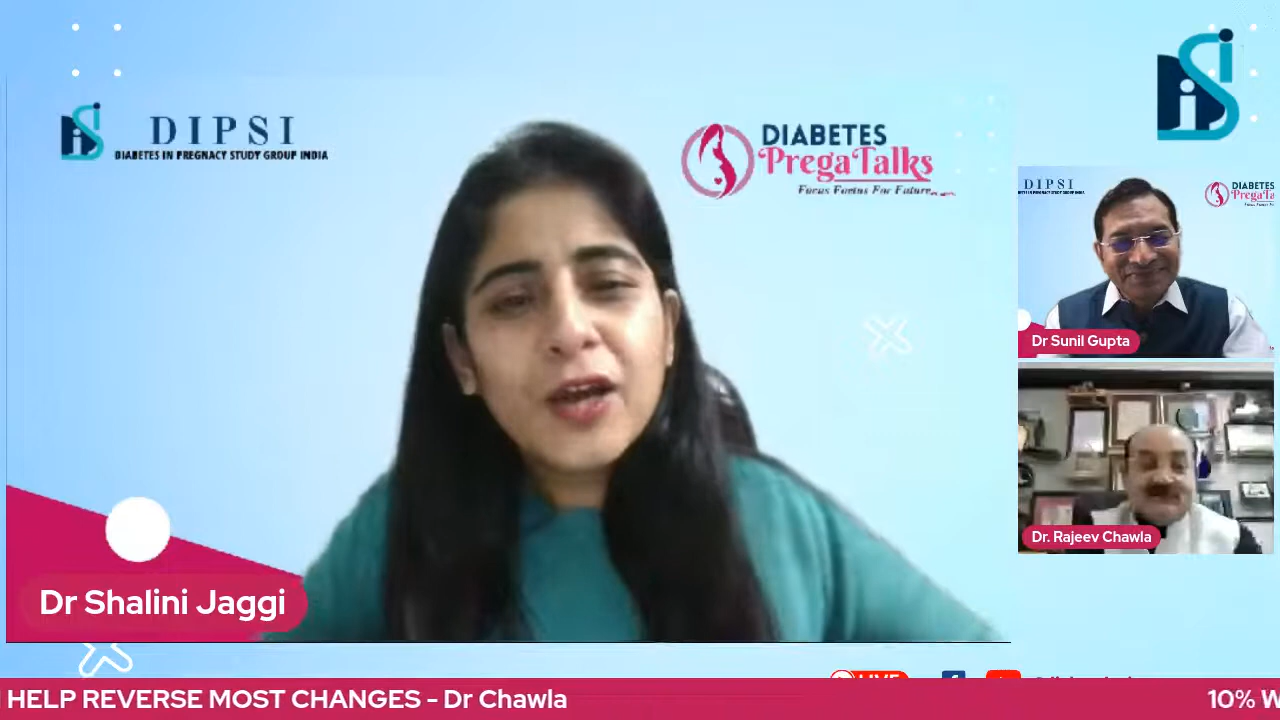 DIPSI
DIABETES IN PREGNANCY STUDY GROUP INDIA
DIABETES
PregaTalks
Focus Foetus For Future
DIPSI
DIABETES
Dr Sunil Gupta
Dr. Rajeev Chawla
Dr Shalini Jaggi
LIVE
HELP REVERSE MOST CHANGES - Dr Chawla
10% W